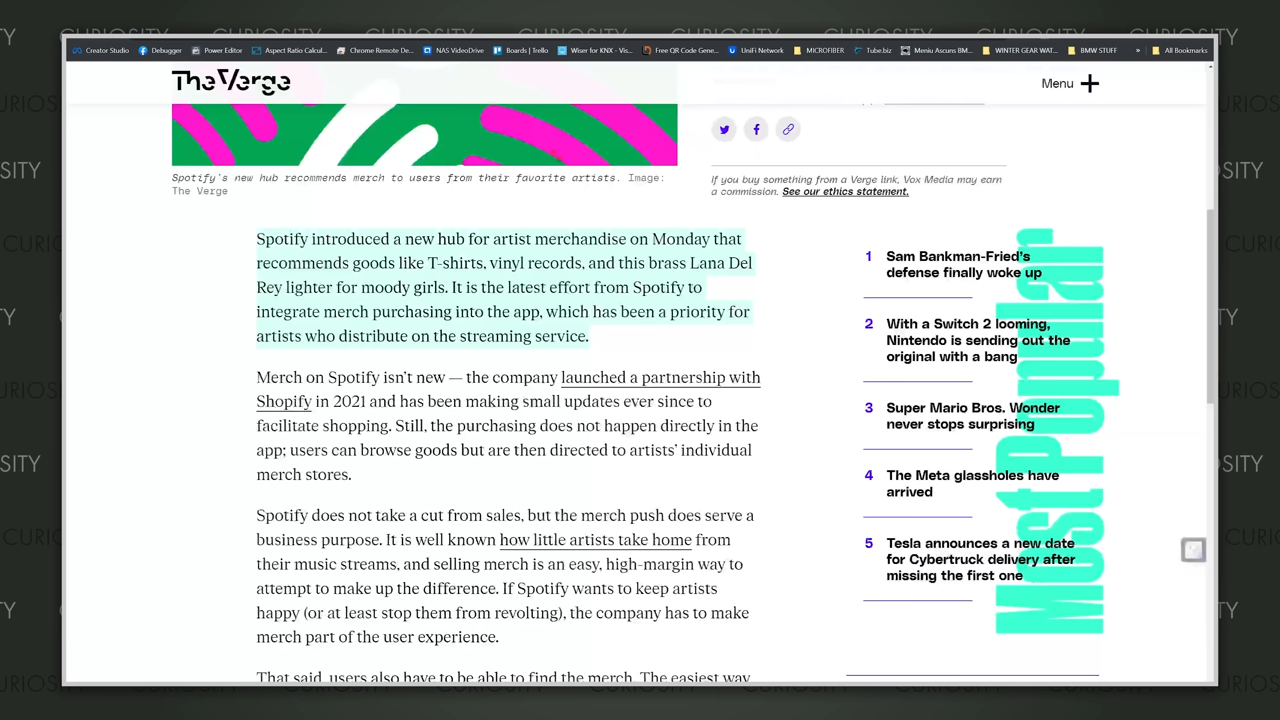 Creator Studio Debugger Power Editor Aspect Ratio Calcul... Chrome Remote De... NAS VideoDrive Boards | Trello Wiser for KNX - Vis... Free QR Code Gene... UniFi Network MICROFIBER Tube.biz Meniu Ascuns BM... WINTER GEAR WAT... BMW STUFF » All Bookmarks
The Verge
Menu
Spotify's new hub recommends merch to users from their favorite artists. Image:
The Verge
If you buy something from a Verge link, Vox Media may earn
a commission. See our ethics statement.
Spotify introduced a new hub for artist merchandise on Monday that
recommends goods like T-shirts, vinyl records, and this brass Lana Del
Rey lighter for moody girls. It is the latest effort from Spotify to
integrate merch purchasing into the app, which has been a priority for
artists who distribute on the streaming service.
Merch on Spotify isn't new — the company launched a partnership with
Shopify in 2021 and has been making small updates ever since to
facilitate shopping. Still, the purchasing does not happen directly in the
app; users can browse goods but are then directed to artists' individual
merch stores.
Spotify does not take a cut from sales, but the merch push does serve a
business purpose. It is well known how little artists take home from
their music streams, and selling merch is an easy, high-margin way to
attempt to make up the difference. If Spotify wants to keep artists
happy (or at least stop them from revolting), the company has to make
merch part of the user experience.
That said, users also have to be able to find the merch. The easiest way
Most Popular
1 Sam Bankman-Fried's
defense finally woke up
2 With a Switch 2 looming,
Nintendo is sending out the
original with a bang
3 Super Mario Bros. Wonder
never stops surprising
4 The Meta glassholes have
arrived
5 Tesla announces a new date
for Cybertruck delivery after
missing the first one